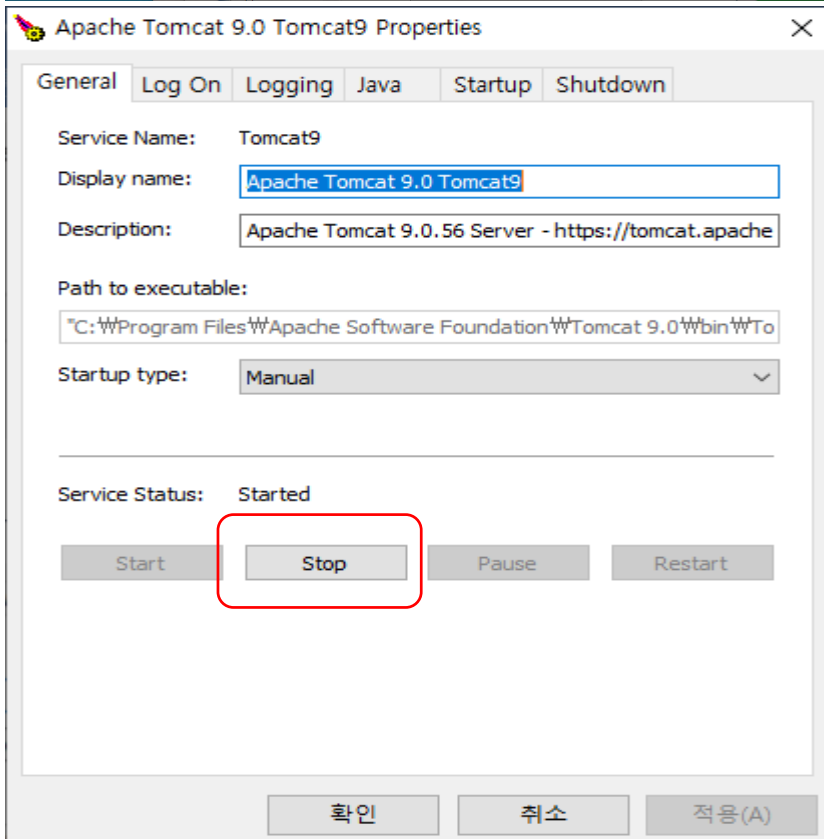 Apache Tomcat 9.0 Tomcat9 Properties
General Log On Logging Java Startup Shutdown
Service Name: Tomcat9
Display name: Apache Tomcat 9.0 Tomcat9
Description: Apache Tomcat 9.0.56 Server - https://tomcat.apache
Path to executable:
"C:₩Program Files₩Apache Software Foundation₩Tomcat 9.0₩bin₩To
Startup type: Manual
Service Status: Started
Start Stop Pause Restart
확인 취소 적용(A)